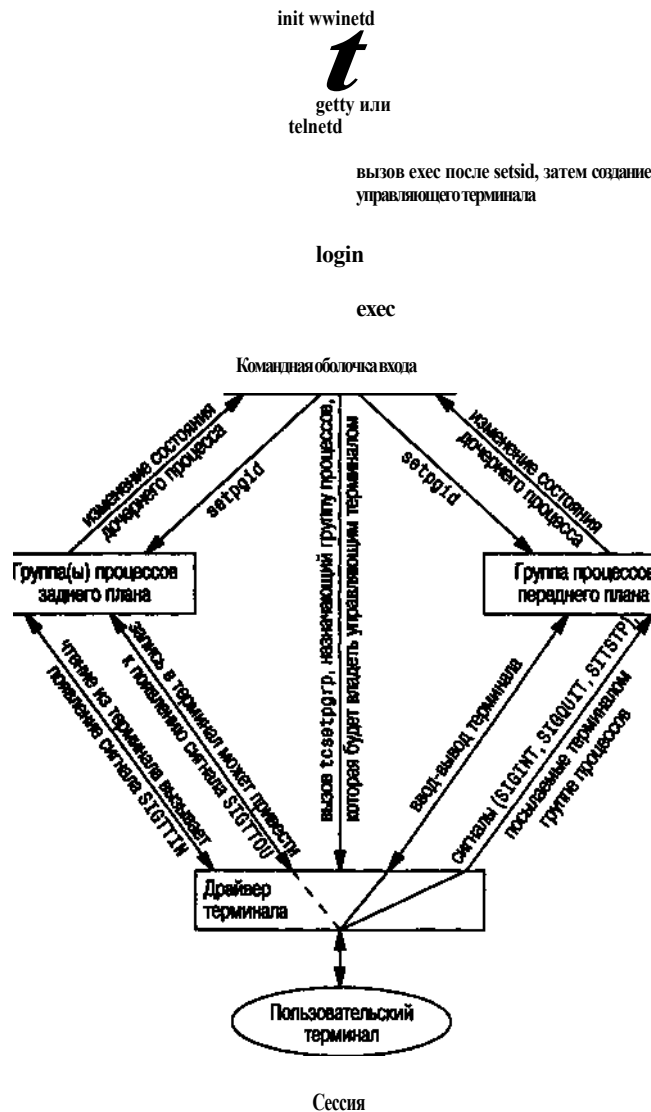 init wwinetd
t
getty или
telnetd
вызов exec после setsid, затем создание
управляющего терминала
login
exec
Командная оболочка входа
изменение состояния
дочернего процесса
setpgid
вызов tcsetpgrp, назначающий группу процессов,
которая будет владеть управляющим терминалом
setpgid
изменение состояния
дочернего процесса
Группа(ы) процессов
заднего плана
Группа процессов
переднего плана
чтение из терминала вызывает
появление сигнала SIGTTIN
запись в терминал может привести
к появлению сигнала SIGTTOU
ввод-вывод терминала
сигналы (SIGINT, SIGQUIT, SITSTP),
посылаемые терминалом
группе процессов
Драйвер
терминала
Пользовательский
терминал
Сессия